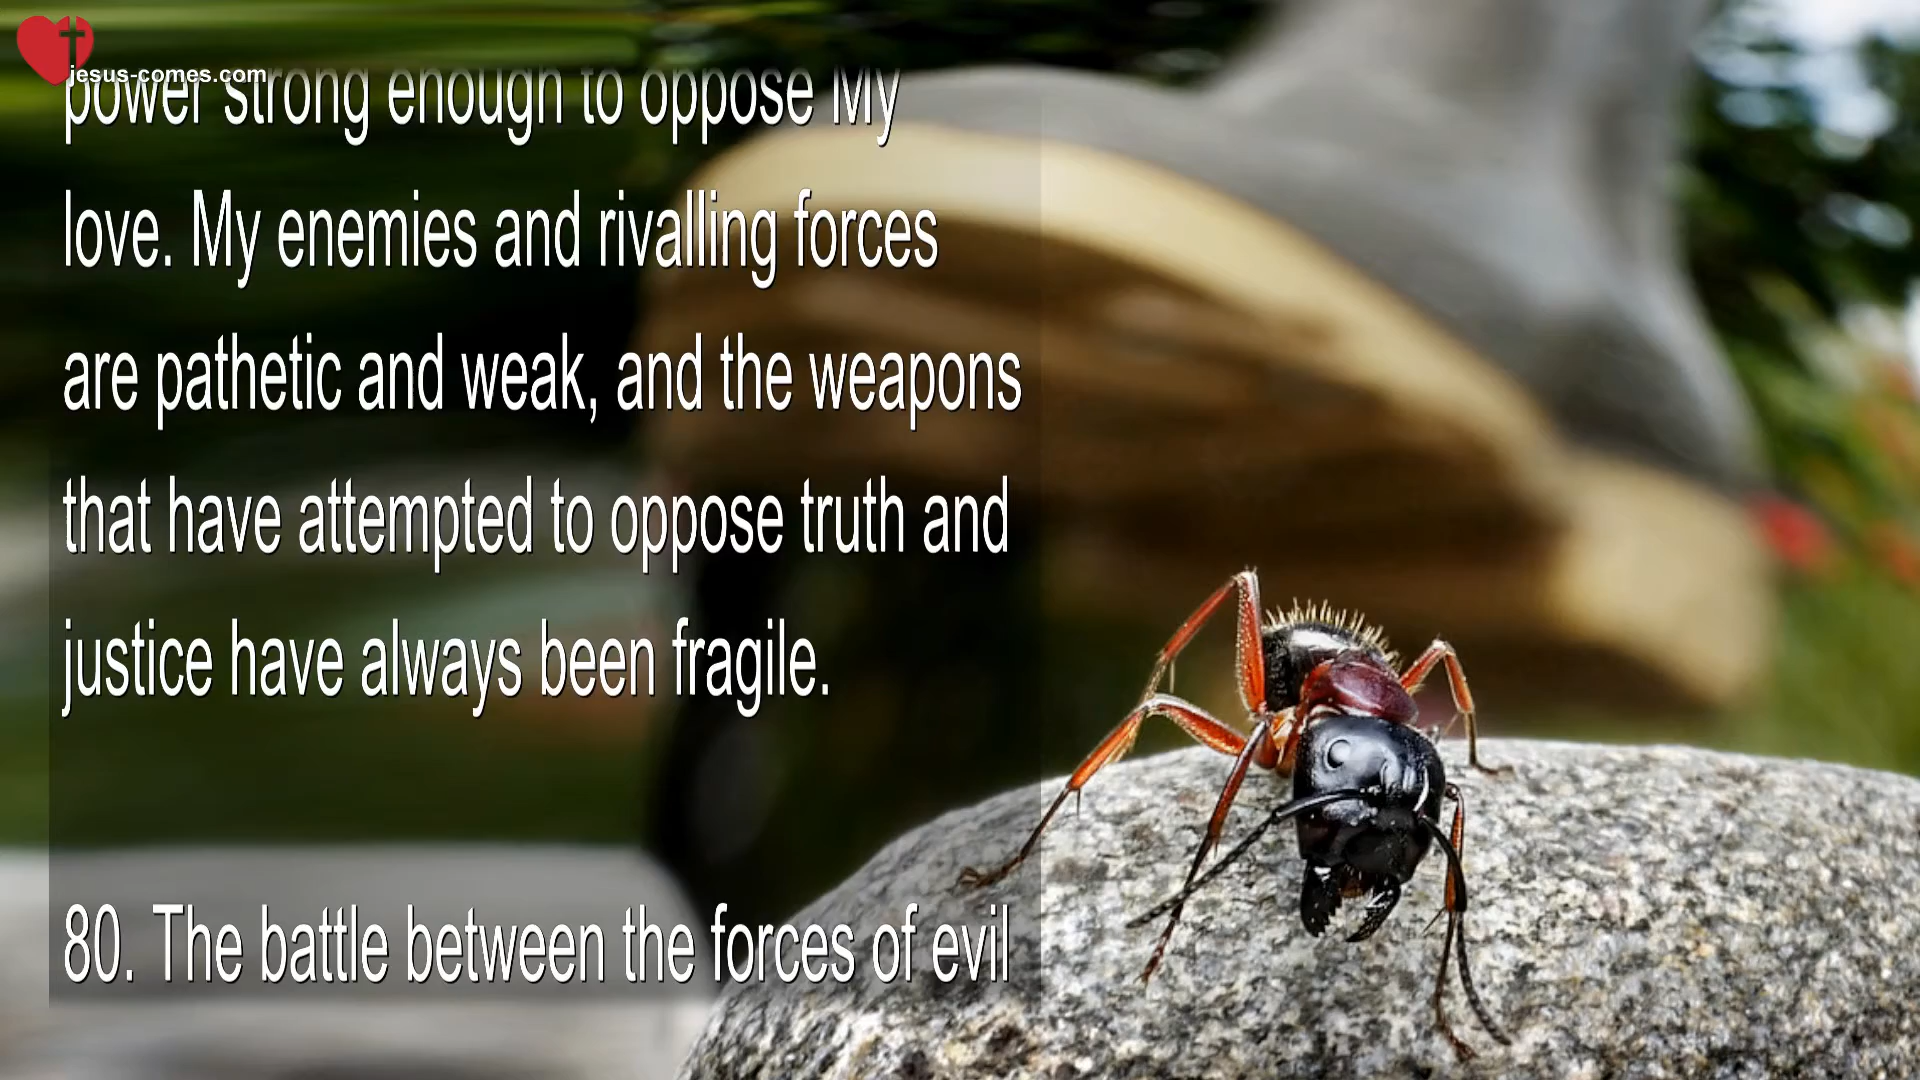 jesus-comes.com
power strong enough to oppose My
love. My enemies and rivalling forces
are pathetic and weak, and the weapons
that have attempted to oppose truth and
justice have always been fragile.
80. The battle between the forces of evil